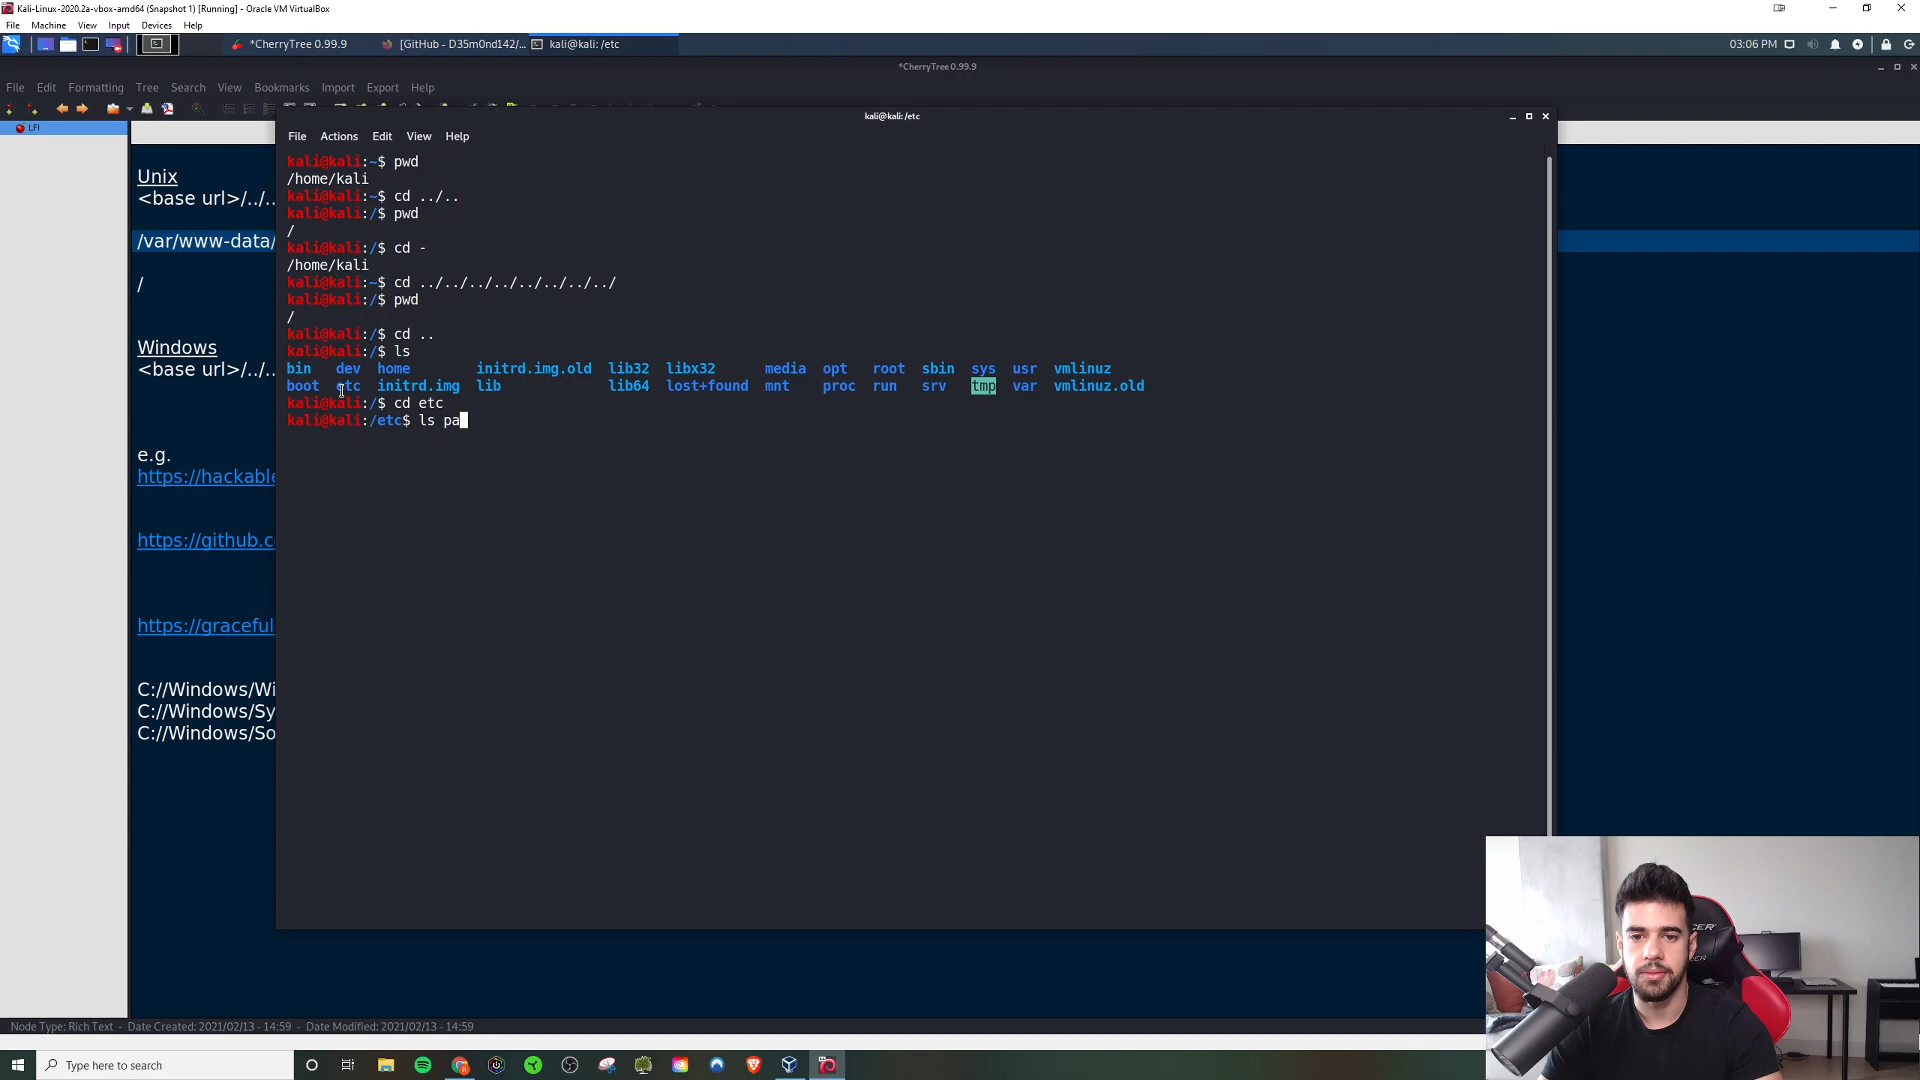 Kali-Linux-2020.2a-vbox-amd64 (Snapshot 1) [Running] - Oracle VM VirtualBox
File Machine View Input Devices Help
*CherryTree 0.99.9 [GitHub - D35m0nd142/... kali@kali: /etc 03:06 PM
*CherryTree 0.99.9
File Edit Formatting Tree Search View Bookmarks Import Export Help
LFI
kali@kali: /etc
File Actions Edit View Help
Unix
<base url>/../..
/var/www-data/
/
Windows
<base url>/../..
e.g.
https://hackable
https://github.c
https://graceful
C://Windows/Wi
C://Windows/Sy
C://Windows/So
kali@kali:~$ pwd
/home/kali
kali@kali:~$ cd ../..
kali@kali:/$ pwd
/
kali@kali:/$ cd -
/home/kali
kali@kali:~$ cd ../../../../../../../../
kali@kali:/$ pwd
/
kali@kali:/$ cd ..
kali@kali:/$ ls
bin dev home initrd.img.old lib32 libx32 media opt root sbin sys usr vmlinuz
boot etc initrd.img lib lib64 lost+found mnt proc run srv tmp var vmlinuz.old
kali@kali:/$ cd etc
kali@kali:/etc$ ls pa
Node Type: Rich Text - Date Created: 2021/02/13 - 14:59 - Date Modified: 2021/02/13 - 14:59
Type here to search